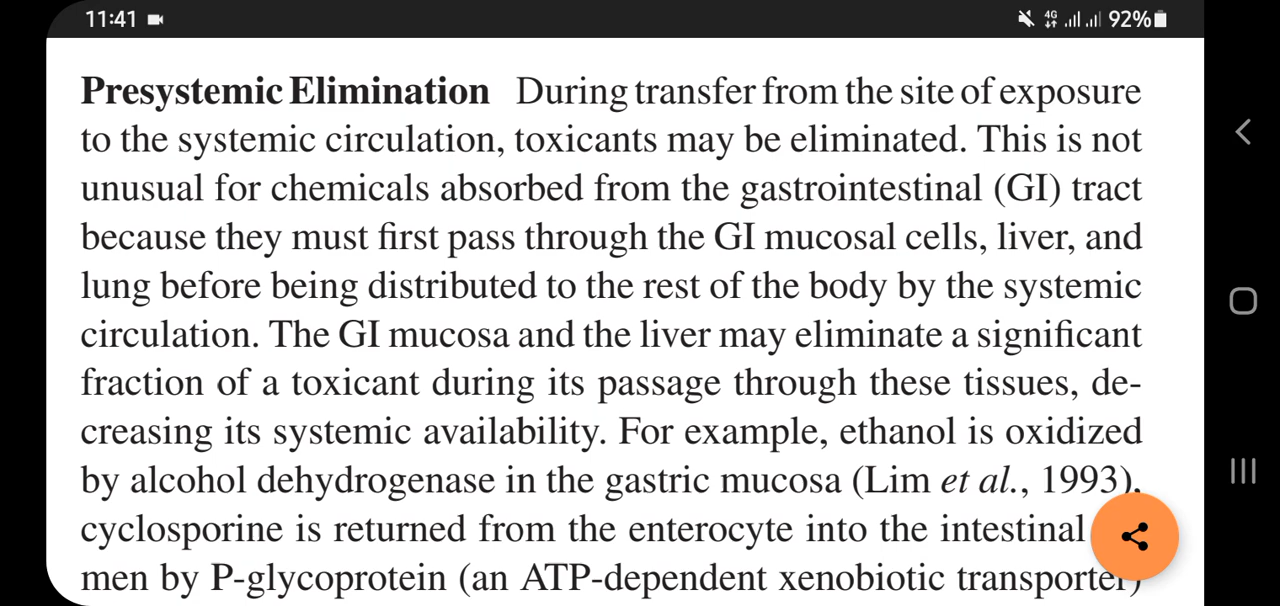 11:41
4G 92%
Presystemic Elimination During transfer from the site of exposure
to the systemic circulation, toxicants may be eliminated. This is not
unusual for chemicals absorbed from the gastrointestinal (GI) tract
because they must first pass through the GI mucosal cells, liver, and
lung before being distributed to the rest of the body by the systemic
circulation. The GI mucosa and the liver may eliminate a significant
fraction of a toxicant during its passage through these tissues, de-
creasing its systemic availability. For example, ethanol is oxidized
by alcohol dehydrogenase in the gastric mucosa (Lim et al., 1993),
cyclosporine is returned from the enterocyte into the intestinal
men by P-glycoprotein (an ATP-dependent xenobiotic transporter)